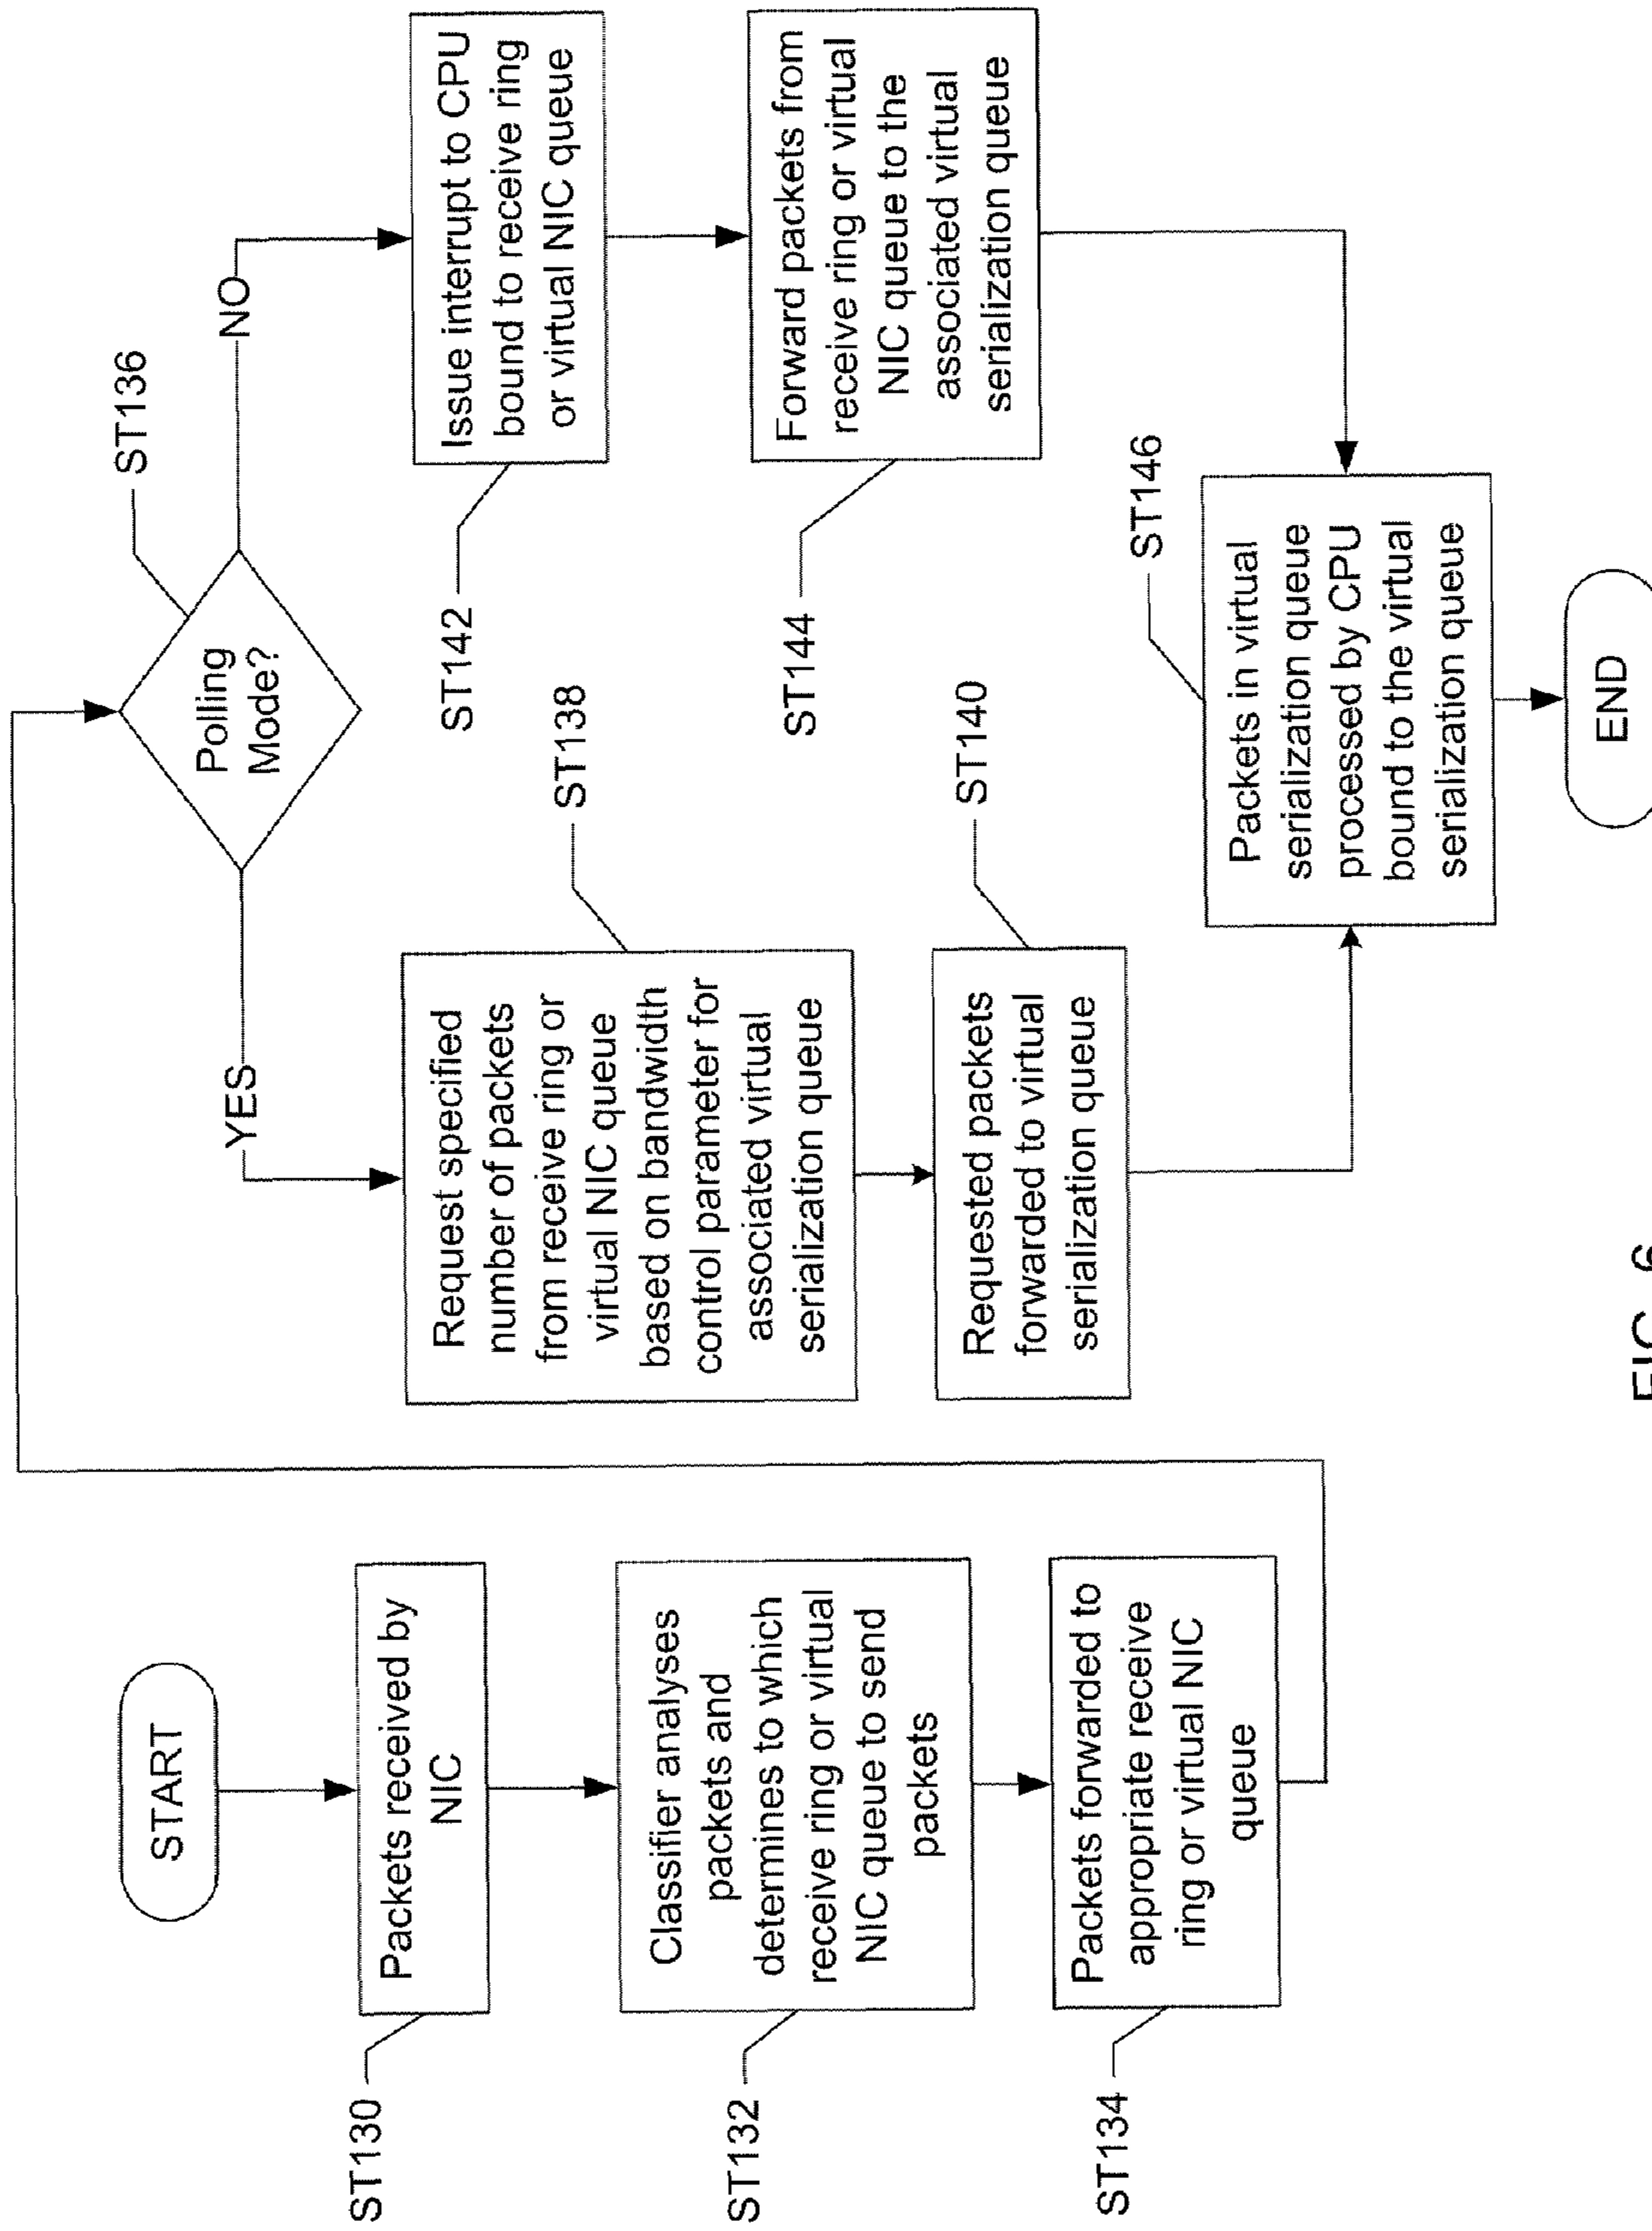 START
ST130
Packets received by
NIC
ST132
Classifier analyses
packets and
determines to which
receive ring or virtual
NIC queue to send
packets
ST134
Packets forwarded to
appropriate receive
ring or virtual NIC
queue
Polling
Mode?
ST136
YES
NO
Request specified
number of packets
from receive ring or
virtual NIC queue
based on bandwidth
control parameter for
associated virtual
serialization queue
ST138
Requested packets
forwarded to virtual
serialization queue
ST140
ST142
Issue interrupt to CPU
bound to receive ring
or virtual NIC queue
ST144
Forward packets from
receive ring or virtual
NIC queue to the
associated virtual
serialization queue
ST146
Packets in virtual
serialization queue
processed by CPU
bound to the virtual
serialization queue
END
FIG. 6